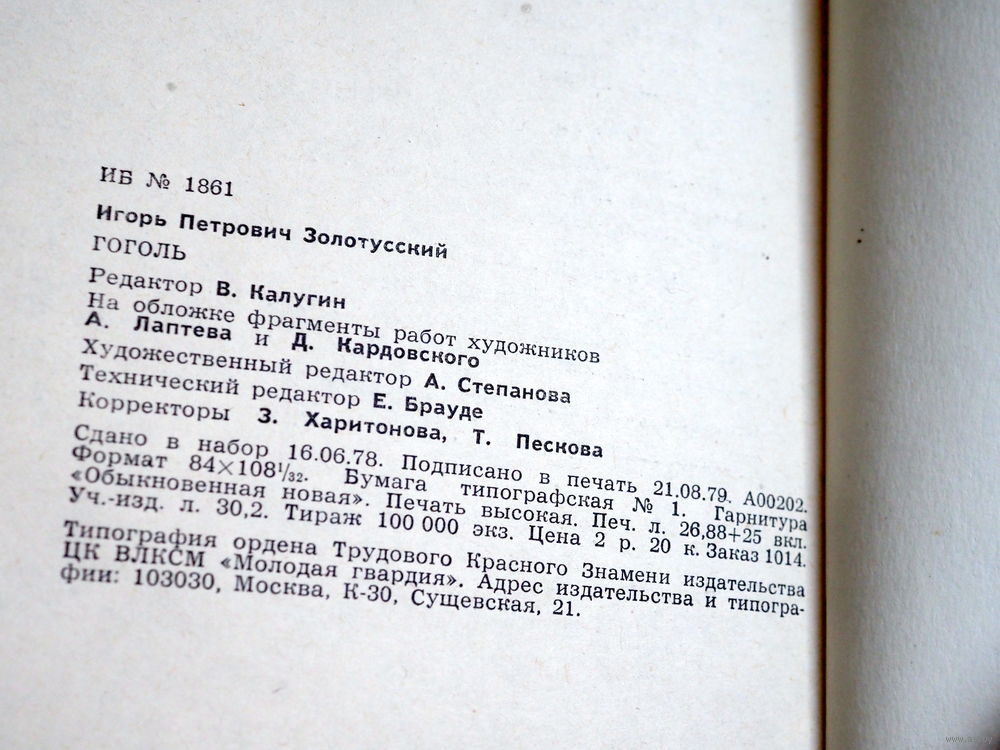 ИБ № 1861
Игорь Петрович Золотусский
ГОГОЛЬ
Редактор В. Калугин
На обложке фрагменты работ художников
А. Лаптева и Д. Кардовского
Художественный редактор А. Степанова
Технический редактор Е. Брауде
Корректоры З. Харитонова, Т. Пескова
Сдано в набор 16.06.78. Подписано в печать 21.08.79. А00202.
Формат 84×108¹/₃₂. Бумага типографская № 1. Гарнитура
«Обыкновенная новая». Печать высокая. Печ. л. 26,88+25 вкл.
Уч.-изд. л. 30,2. Тираж 100 000 экз. Цена 2 р. 20 к. Заказ 1014.
Типография ордена Трудового Красного Знамени издательства
ЦК ВЛКСМ «Молодая гвардия». Адрес издательства и типогра-
фии: 103030, Москва, К-30, Сущевская, 21.